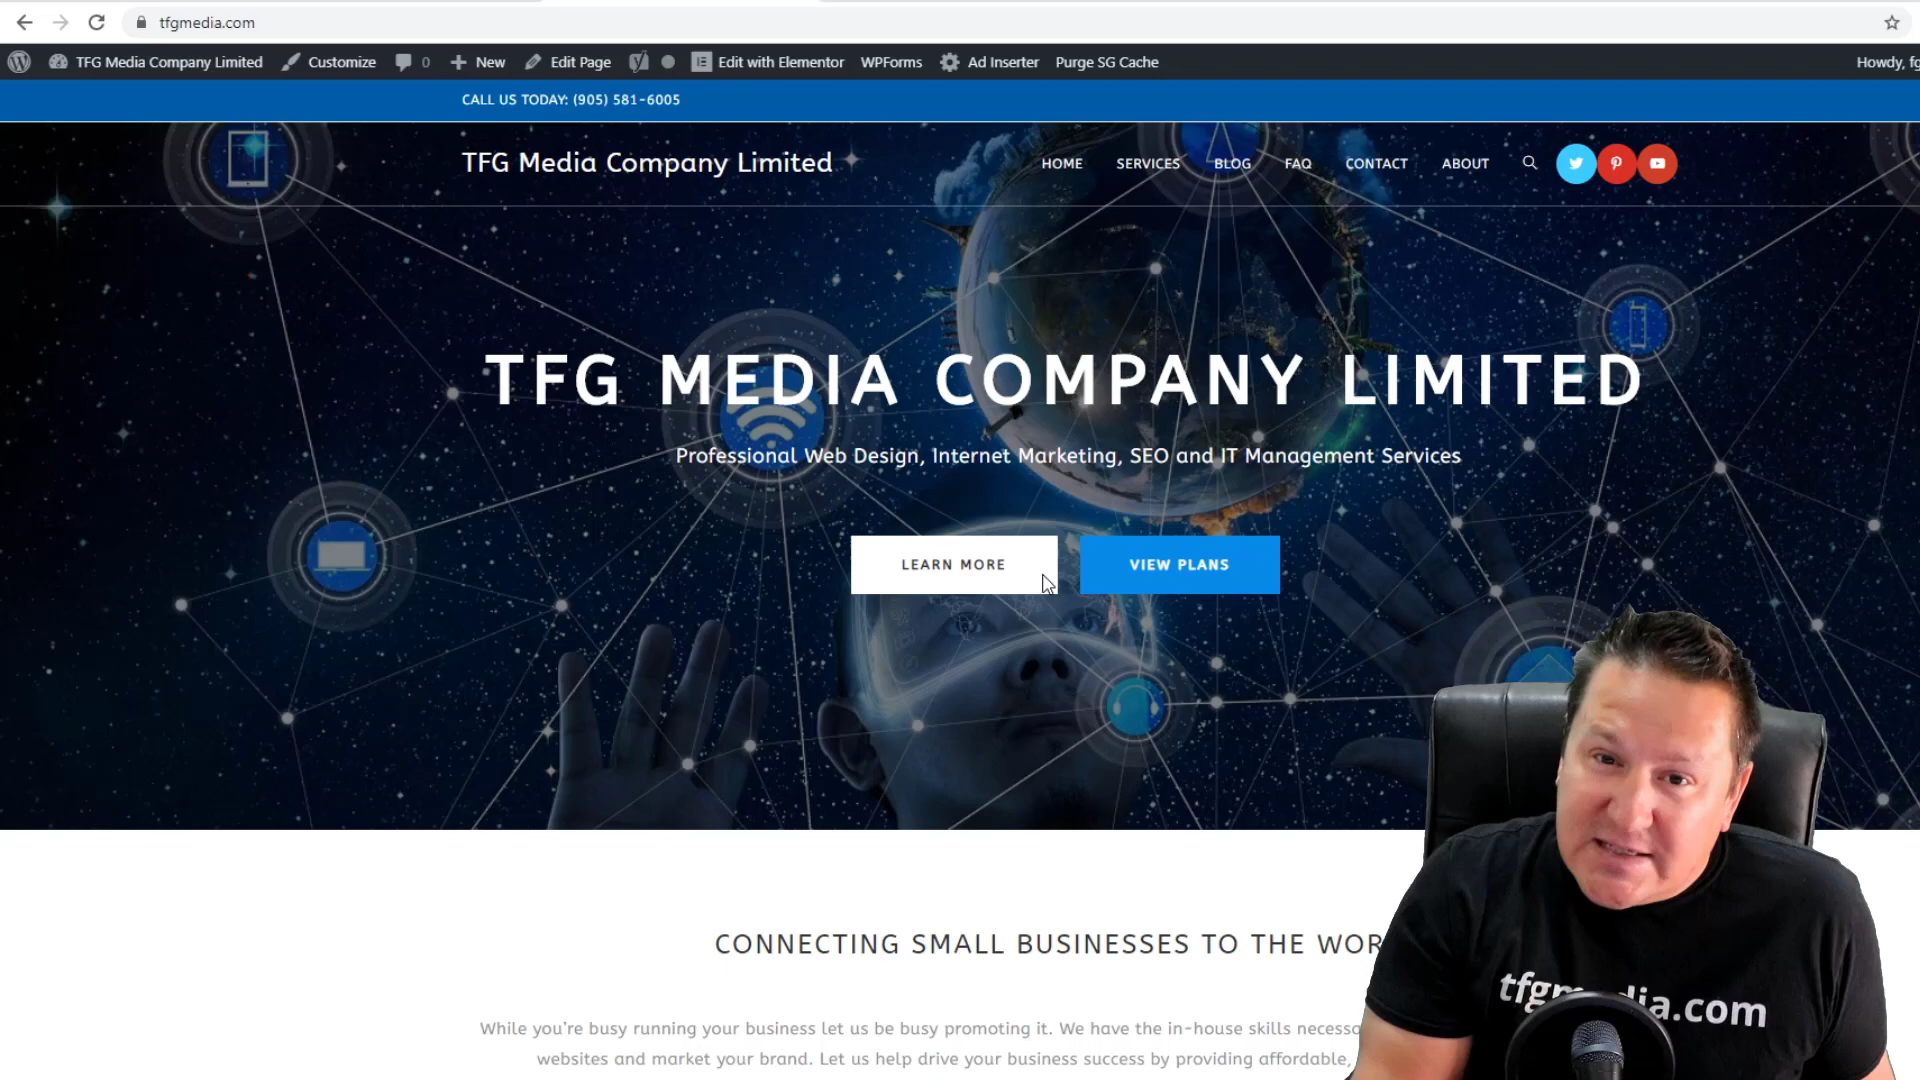 tfgmedia.com
TFG Media Company Limited Customize 0 New Edit Page Edit with Elementor WPForms Ad Inserter Purge SG Cache Howdy, fg
CALL US TODAY: (905) 581-6005
TFG Media Company Limited HOME SERVICES BLOG FAQ CONTACT ABOUT
TFG MEDIA COMPANY LIMITED
Professional Web Design, Internet Marketing, SEO and IT Management Services
LEARN MORE VIEW PLANS
CONNECTING SMALL BUSINESSES TO THE WOR
While you're busy running your business let us be busy promoting it. We have the in-house skills necessa
websites and market your brand. Let us help drive your business success by providing affordable,